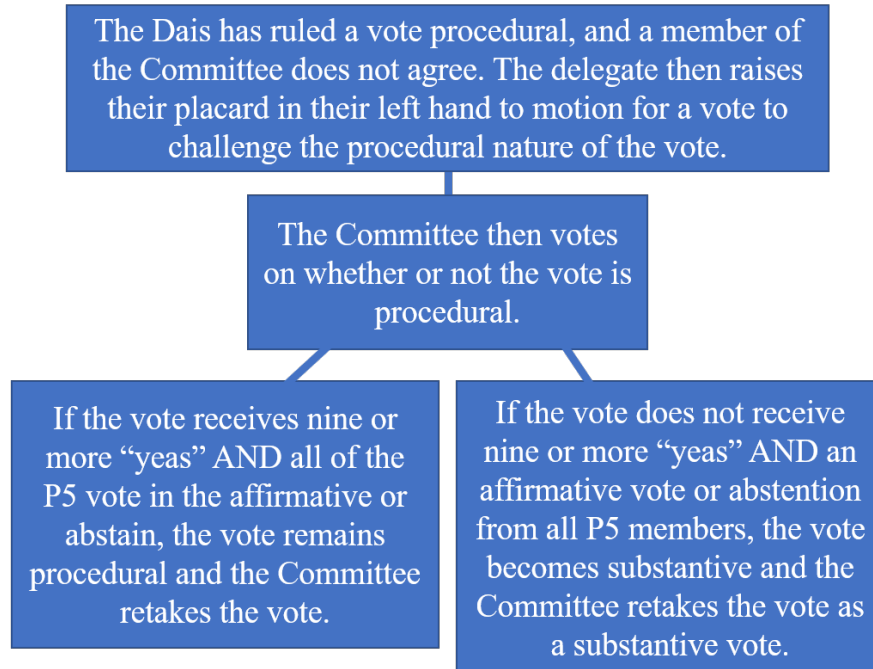 The Dais has ruled a vote procedural, and a member of
the Committee does not agree. The delegate then raises
their placard in their left hand to motion for a vote to
challenge the procedural nature of the vote.
The Committee then votes
on whether or not the vote is
procedural.
If the vote receives nine or
more “yeas” AND all of the
P5 vote in the affirmative or
abstain, the vote remains
procedural and the Committee
retakes the vote.
If the vote does not receive
nine or more “yeas” AND an
affirmative vote or abstention
from all P5 members, the vote
becomes substantive and the
Committee retakes the vote as
a substantive vote.